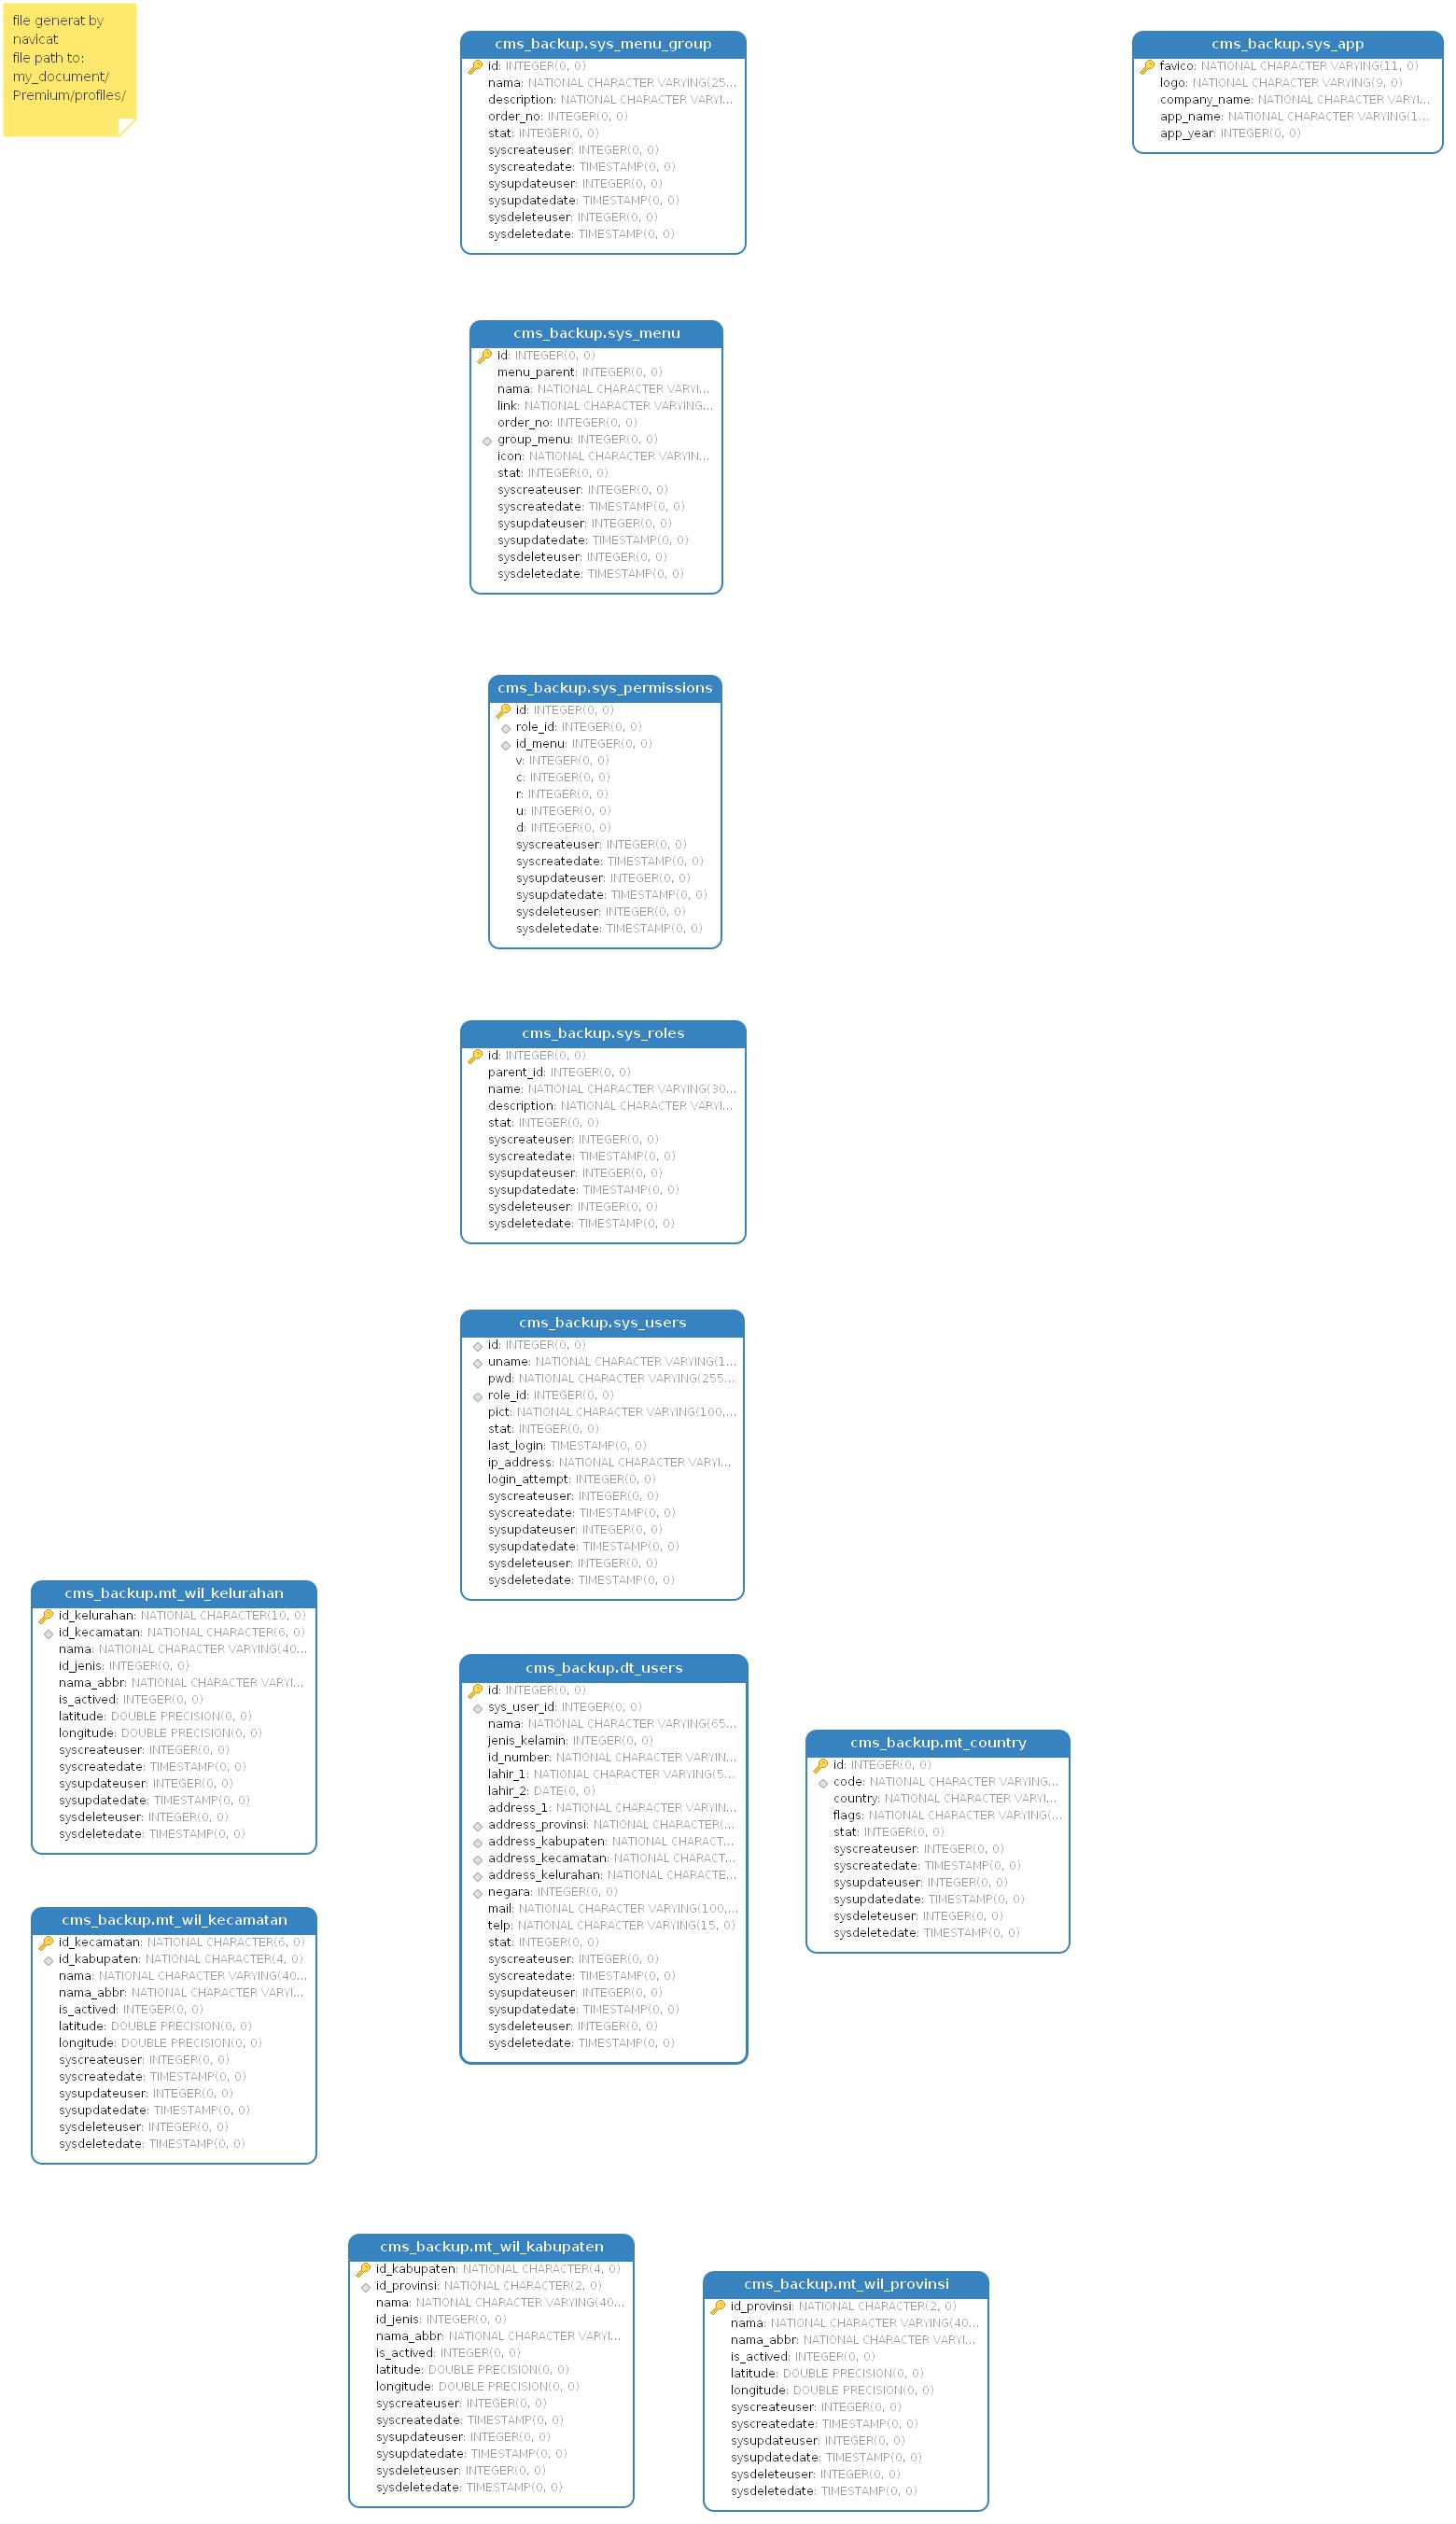 file generat by
navicat
file path to:
my_document/
Premium/profiles/
cms_backup.sys_menu_group
id: INTEGER(0, 0)
nama: NATIONAL CHARACTER VARYING(25...
description: NATIONAL CHARACTER VARYI...
order_no: INTEGER(0, 0)
stat: INTEGER(0, 0)
syscreateuser: INTEGER(0, 0)
syscreatedate: TIMESTAMP(0, 0)
sysupdateuser: INTEGER(0, 0)
sysupdatedate: TIMESTAMP(0, 0)
sysdeleteuser: INTEGER(0, 0)
sysdeletedate: TIMESTAMP(0, 0)
cms_backup.sys_app
favico: NATIONAL CHARACTER VARYING(11, 0)
logo: NATIONAL CHARACTER VARYING(9, 0)
company_name: NATIONAL CHARACTER VARYI...
app_name: NATIONAL CHARACTER VARYING(1...
app_year: INTEGER(0, 0)
cms_backup.sys_menu
id: INTEGER(0, 0)
menu_parent: INTEGER(0, 0)
nama: NATIONAL CHARACTER VARYI...
link: NATIONAL CHARACTER VARYING...
order_no: INTEGER(0, 0)
group_menu: INTEGER(0, 0)
icon: NATIONAL CHARACTER VARYIN...
stat: INTEGER(0, 0)
syscreateuser: INTEGER(0, 0)
syscreatedate: TIMESTAMP(0, 0)
sysupdateuser: INTEGER(0, 0)
sysupdatedate: TIMESTAMP(0, 0)
sysdeleteuser: INTEGER(0, 0)
sysdeletedate: TIMESTAMP(0, 0)
cms_backup.sys_permissions
id: INTEGER(0, 0)
role_id: INTEGER(0, 0)
id_menu: INTEGER(0, 0)
v: INTEGER(0, 0)
c: INTEGER(0, 0)
r: INTEGER(0, 0)
u: INTEGER(0, 0)
d: INTEGER(0, 0)
syscreateuser: INTEGER(0, 0)
syscreatedate: TIMESTAMP(0, 0)
sysupdateuser: INTEGER(0, 0)
sysupdatedate: TIMESTAMP(0, 0)
sysdeleteuser: INTEGER(0, 0)
sysdeletedate: TIMESTAMP(0, 0)
cms_backup.sys_roles
id: INTEGER(0, 0)
parent_id: INTEGER(0, 0)
name: NATIONAL CHARACTER VARYING(30...
description: NATIONAL CHARACTER VARYI...
stat: INTEGER(0, 0)
syscreateuser: INTEGER(0, 0)
syscreatedate: TIMESTAMP(0, 0)
sysupdateuser: INTEGER(0, 0)
sysupdatedate: TIMESTAMP(0, 0)
sysdeleteuser: INTEGER(0, 0)
sysdeletedate: TIMESTAMP(0, 0)
cms_backup.sys_users
id: INTEGER(0, 0)
uname: NATIONAL CHARACTER VARYING(1...
pwd: NATIONAL CHARACTER VARYING(255...
role_id: INTEGER(0, 0)
pict: NATIONAL CHARACTER VARYING(100,...
stat: INTEGER(0, 0)
last_login: TIMESTAMP(0, 0)
ip_address: NATIONAL CHARACTER VARYI...
login_attempt: INTEGER(0, 0)
syscreateuser: INTEGER(0, 0)
syscreatedate: TIMESTAMP(0, 0)
sysupdateuser: INTEGER(0, 0)
sysupdatedate: TIMESTAMP(0, 0)
sysdeleteuser: INTEGER(0, 0)
sysdeletedate: TIMESTAMP(0, 0)
cms_backup.mt_wil_kelurahan
id_kelurahan: NATIONAL CHARACTER(10, 0)
id_kecamatan: NATIONAL CHARACTER(6, 0)
nama: NATIONAL CHARACTER VARYING(40...
id_jenis: INTEGER(0, 0)
nama_abbr: NATIONAL CHARACTER VARYI...
is_actived: INTEGER(0, 0)
latitude: DOUBLE PRECISION(0, 0)
longitude: DOUBLE PRECISION(0, 0)
syscreateuser: INTEGER(0, 0)
syscreatedate: TIMESTAMP(0, 0)
sysupdateuser: INTEGER(0, 0)
sysupdatedate: TIMESTAMP(0, 0)
sysdeleteuser: INTEGER(0, 0)
sysdeletedate: TIMESTAMP(0, 0)
cms_backup.dt_users
id: INTEGER(0, 0)
sys_user_id: INTEGER(0, 0)
nama: NATIONAL CHARACTER VARYING(65...
jenis_kelamin: INTEGER(0, 0)
id_number: NATIONAL CHARACTER VARYIN...
lahir_1: NATIONAL CHARACTER VARYING(5...
lahir_2: DATE(0, 0)
address_1: NATIONAL CHARACTER VARYIN...
address_provinsi: NATIONAL CHARACTER(...
address_kabupaten: NATIONAL CHARACT...
address_kecamatan: NATIONAL CHARACT...
address_kelurahan: NATIONAL CHARACTE...
negara: INTEGER(0, 0)
mail: NATIONAL CHARACTER VARYING(100,...
telp: NATIONAL CHARACTER VARYING(15, 0)
stat: INTEGER(0, 0)
syscreateuser: INTEGER(0, 0)
syscreatedate: TIMESTAMP(0, 0)
sysupdateuser: INTEGER(0, 0)
sysupdatedate: TIMESTAMP(0, 0)
sysdeleteuser: INTEGER(0, 0)
sysdeletedate: TIMESTAMP(0, 0)
cms_backup.mt_country
id: INTEGER(0, 0)
code: NATIONAL CHARACTER VARYING...
country: NATIONAL CHARACTER VARYI...
flags: NATIONAL CHARACTER VARYING(...
stat: INTEGER(0, 0)
syscreateuser: INTEGER(0, 0)
syscreatedate: TIMESTAMP(0, 0)
sysupdateuser: INTEGER(0, 0)
sysupdatedate: TIMESTAMP(0, 0)
sysdeleteuser: INTEGER(0, 0)
sysdeletedate: TIMESTAMP(0, 0)
cms_backup.mt_wil_kecamatan
id_kecamatan: NATIONAL CHARACTER(6, 0)
id_kabupaten: NATIONAL CHARACTER(4, 0)
nama: NATIONAL CHARACTER VARYING(40...
nama_abbr: NATIONAL CHARACTER VARYI...
is_actived: INTEGER(0, 0)
latitude: DOUBLE PRECISION(0, 0)
longitude: DOUBLE PRECISION(0, 0)
syscreateuser: INTEGER(0, 0)
syscreatedate: TIMESTAMP(0, 0)
sysupdateuser: INTEGER(0, 0)
sysupdatedate: TIMESTAMP(0, 0)
sysdeleteuser: INTEGER(0, 0)
sysdeletedate: TIMESTAMP(0, 0)
cms_backup.mt_wil_kabupaten
id_kabupaten: NATIONAL CHARACTER(4, 0)
id_provinsi: NATIONAL CHARACTER(2, 0)
nama: NATIONAL CHARACTER VARYING(40...
id_jenis: INTEGER(0, 0)
nama_abbr: NATIONAL CHARACTER VARYI...
is_actived: INTEGER(0, 0)
latitude: DOUBLE PRECISION(0, 0)
longitude: DOUBLE PRECISION(0, 0)
syscreateuser: INTEGER(0, 0)
syscreatedate: TIMESTAMP(0, 0)
sysupdateuser: INTEGER(0, 0)
sysupdatedate: TIMESTAMP(0, 0)
sysdeleteuser: INTEGER(0, 0)
sysdeletedate: TIMESTAMP(0, 0)
cms_backup.mt_wil_provinsi
id_provinsi: NATIONAL CHARACTER(2, 0)
nama: NATIONAL CHARACTER VARYING(40...
nama_abbr: NATIONAL CHARACTER VARYI...
is_actived: INTEGER(0, 0)
latitude: DOUBLE PRECISION(0, 0)
longitude: DOUBLE PRECISION(0, 0)
syscreateuser: INTEGER(0, 0)
syscreatedate: TIMESTAMP(0, 0)
sysupdateuser: INTEGER(0, 0)
sysupdatedate: TIMESTAMP(0, 0)
sysdeleteuser: INTEGER(0, 0)
sysdeletedate: TIMESTAMP(0, 0)